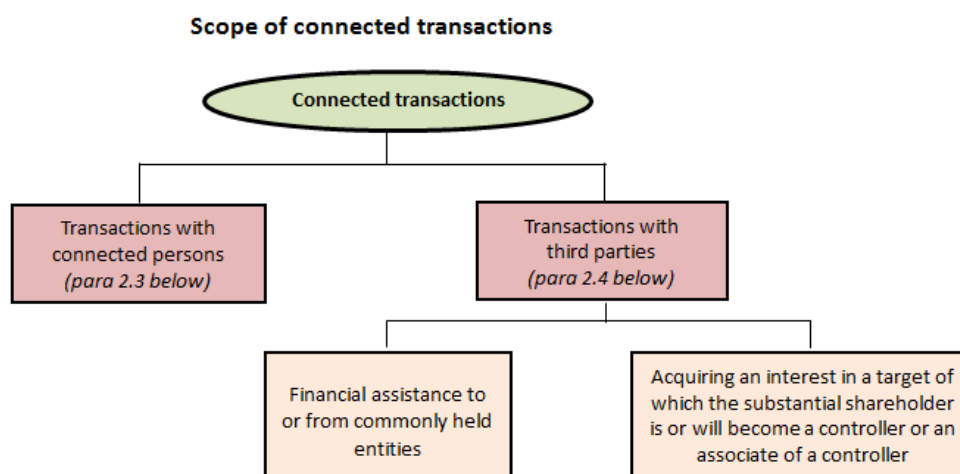 Scope of connected transactions
Connected transactions
Transactions with
connected persons
(para 2.3 below)
Transactions with
third parties
(para 2.4 below)
Financial assistance to
or from commonly held
entities
Acquiring an interest in a target of
which the substantial shareholder
is or will become a controller or an
associate of a controller